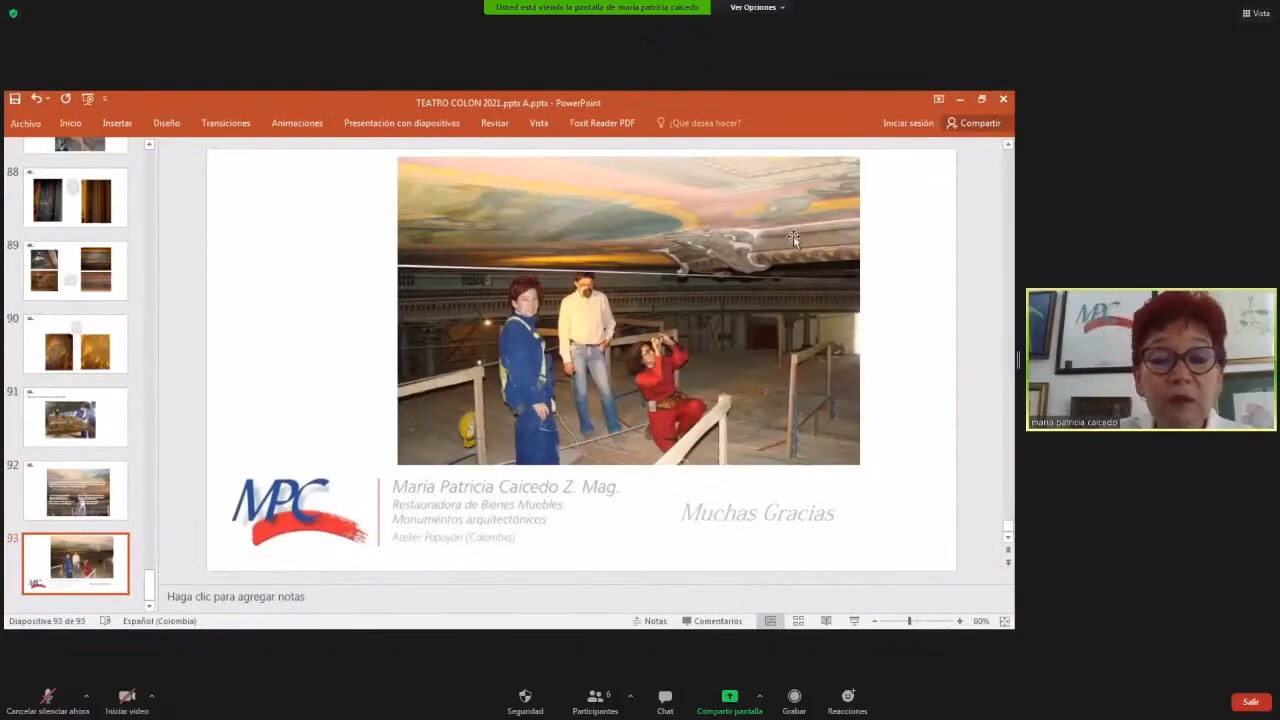 Usted está viendo la pantalla de maria patricia caicedo
Ver Opciones
Vista
TEATRO COLON 2021.pptx A.pptx - PowerPoint
Archivo
Inicio
Insertar
Diseño
Transiciones
Animaciones
Presentación con diapositivas
Revisar
Vista
Foxit Reader PDF
¿Qué desea hacer?
Iniciar sesión
Compartir
88
89
90
91
92
93
MPC
Maria Patricia Caicedo Z. Mag.
Restauradora de Bienes Muebles
Monumentos arquitectónicos
Atelier Popayán (Colombia)
Muchas Gracias
MPC
maria patricia caicedo
Haga clic para agregar notas
Diapositiva 93 de 93
Español (Colombia)
Notas
Comentarios
80%
Cancelar silenciar ahora
Iniciar video
Seguridad
Participantes
6
Chat
Compartir pantalla
Grabar
Reacciones
Salir